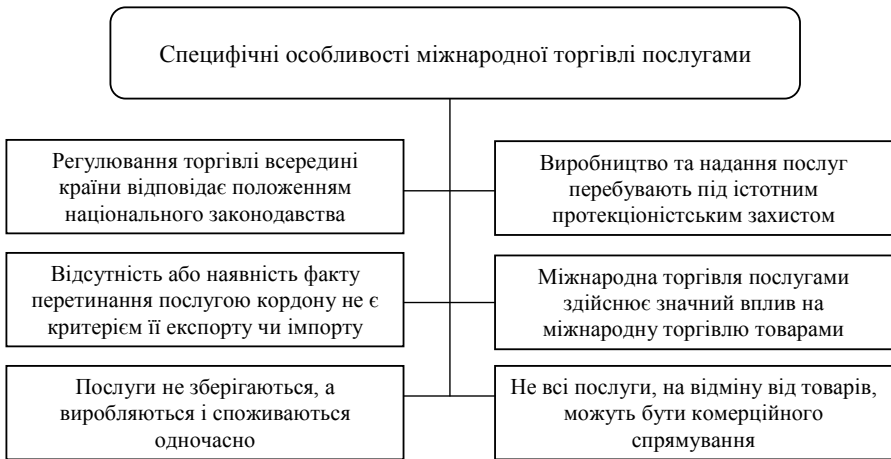 Специфічні особливості міжнародної торгівлі послугами
Регулювання торгівлі всередині
країни відповідає положенням
національного законодавства
Виробництво та надання послуг
перебувають під істотним
протекціоністським захистом
Відсутність або наявність факту
перетинання послугою кордону не є
критерієм її експорту чи імпорту
Міжнародна торгівля послугами
здійснює значний вплив на
міжнародну торгівлю товарами
Послуги не зберігаються, а
виробляються і споживаються
одночасно
Не всі послуги, на відміну від товарів,
можуть бути комерційного
спрямування